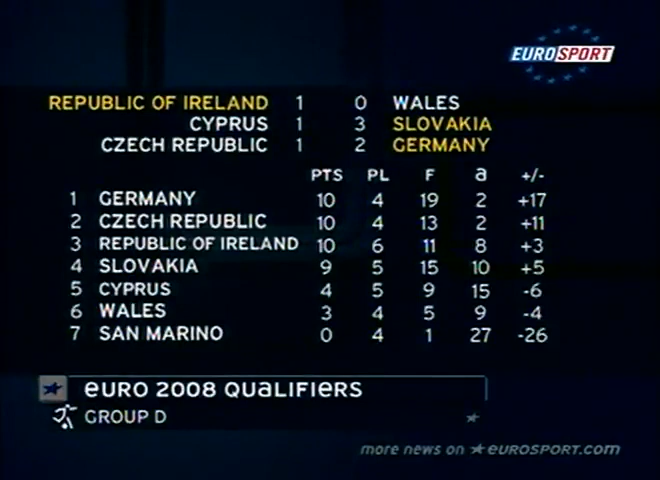 EUROSPORT
REPUBLIC OF IRELAND 1 0 WALES
CYPRUS 1 3 SLOVAKIA
CZECH REPUBLIC 1 2 GERMANY
PTS PL F a +/-
1 GERMANY 10 4 19 2 +17
2 CZECH REPUBLIC 10 4 13 2 +11
3 REPUBLIC OF IRELAND 10 6 11 8 +3
4 SLOVAKIA 9 5 15 10 +5
5 CYPRUS 4 5 9 15 -6
6 WALES 3 4 5 9 -4
7 SAN MARINO 0 4 1 27 -26
eURO 2008 QUaLIFIeRS
GROUP D
more news on eUROSPORT.com